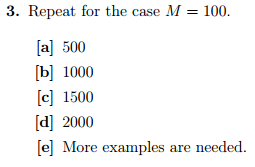 3. Repeat for the case M = 100.
[a] 500
[b] 1000
[c] 1500
[d] 2000
[e] More examples are needed.